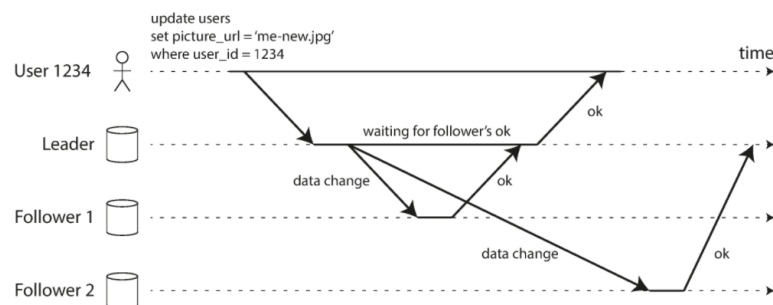 update users
set picture_url = ‘me-new.jpg’
where user_id = 1234
User 1234
time
ok
Leader
waiting for follower’s ok
data change
ok
Follower 1
data change
ok
Follower 2